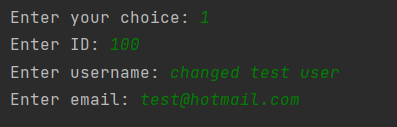 Enter your choice: 1
Enter ID: 100
Enter username: changed test user
Enter email: test@hotmail.com